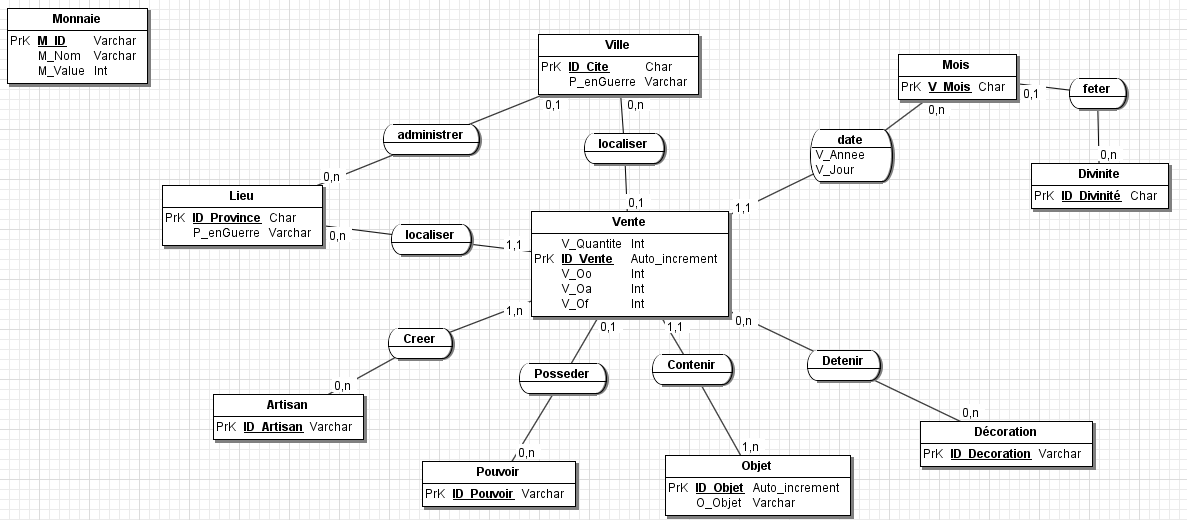 Monnaie
PrK M_ID Varchar
M_Nom Varchar
M_Value Int
Ville
PrK ID_Cite Char
P_enGuerre Varchar
0,1
0,n
Mois
PrK V_Mois Char
0,1
0,n
feter
administrer
localiser
date
V_Annee
V_Jour
0,n
Divinite
PrK ID_Divinité Char
0,n
Lieu
PrK ID_Province Char
P_enGuerre Varchar
0,n
localiser
1,1
0,1
1,1
Vente
V_Quantite Int
PrK ID_Vente Auto_increment
V_Oo Int
V_Oa Int
V_Of Int
1,n
0,1
1,1
0,n
Creer
Posseder
Contenir
Detenir
0,n
Artisan
PrK ID_Artisan Varchar
0,n
Pouvoir
PrK ID_Pouvoir Varchar
1,n
Objet
PrK ID_Objet Auto_increment
O_Objet Varchar
0,n
Décoration
PrK ID_Decoration Varchar